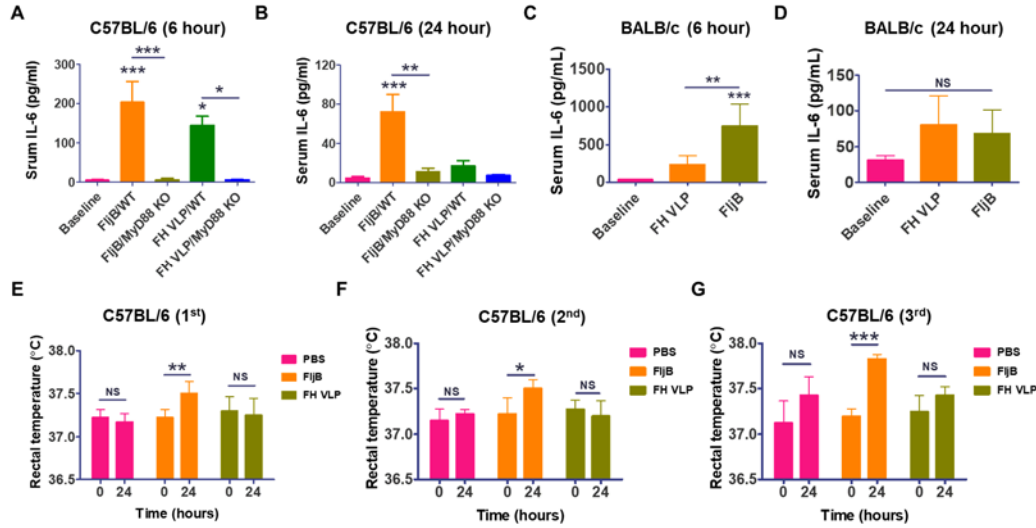 A
C57BL/6 (6 hour)
Srum IL-6 (pg/ml)
300
200
100
0
***
***
*
*
Baseline
FljB/WT
FljB/MyD88 KO
FH VLP/WT
FH VLP/MyD88 KO
B
C57BL/6 (24 hour)
Serum IL-6 (pg/ml)
120
80
40
0
**
***
Baseline
FljB/WT
FljB/MyD88 KO
FH VLP/WT
FH VLP/MyD88 KO
C
BALB/c (6 hour)
Serum IL-6 (pg/mL)
1500
1000
500
0
**
***
Baseline
FH VLP
FljB
D
BALB/c (24 hour)
Serum IL-6 (pg/mL)
150
100
50
0
NS
Baseline
FH VLP
FljB
E
C57BL/6 (1st)
Rectal temperature (°C)
38.0
37.5
37.0
36.5
NS
**
NS
PBS
FljB
FH VLP
0 24 0 24 0 24
Time (hours)
F
C57BL/6 (2nd)
Rectal temperature (°C)
38.0
37.5
37.0
36.5
NS
*
NS
PBS
FljB
FH VLP
0 24 0 24 0 24
Time (hours)
G
C57BL/6 (3rd)
Rectal temperature (°C)
38.0
37.5
37.0
36.5
NS
***
NS
PBS
FljB
FH VLP
0 24 0 24 0 24
Time (hours)